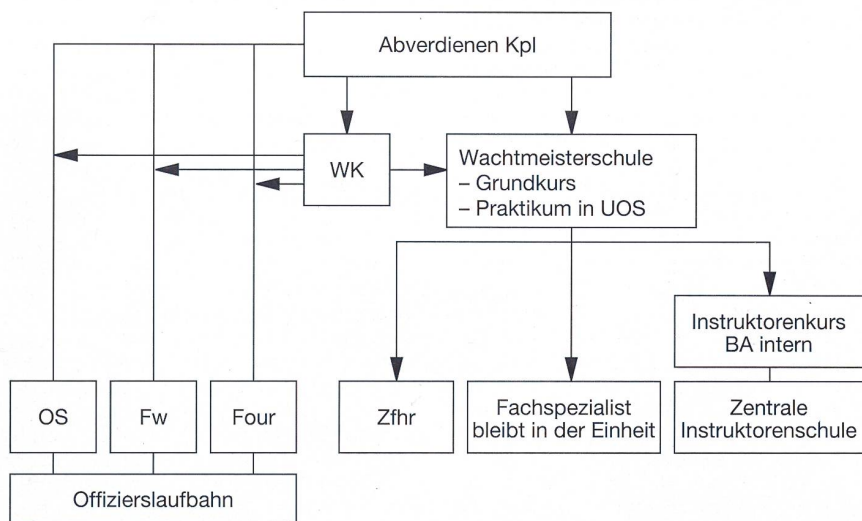 Abverdienen Kpl
WK
Wachtmeisterschule
– Grundkurs
– Praktikum in UOS
Instruktorenkurs
BA intern
OS
Fw
Four
Zfhr
Fachspezialist
bleibt in der Einheit
Zentrale
Instruktorenschule
Offizierslaufbahn